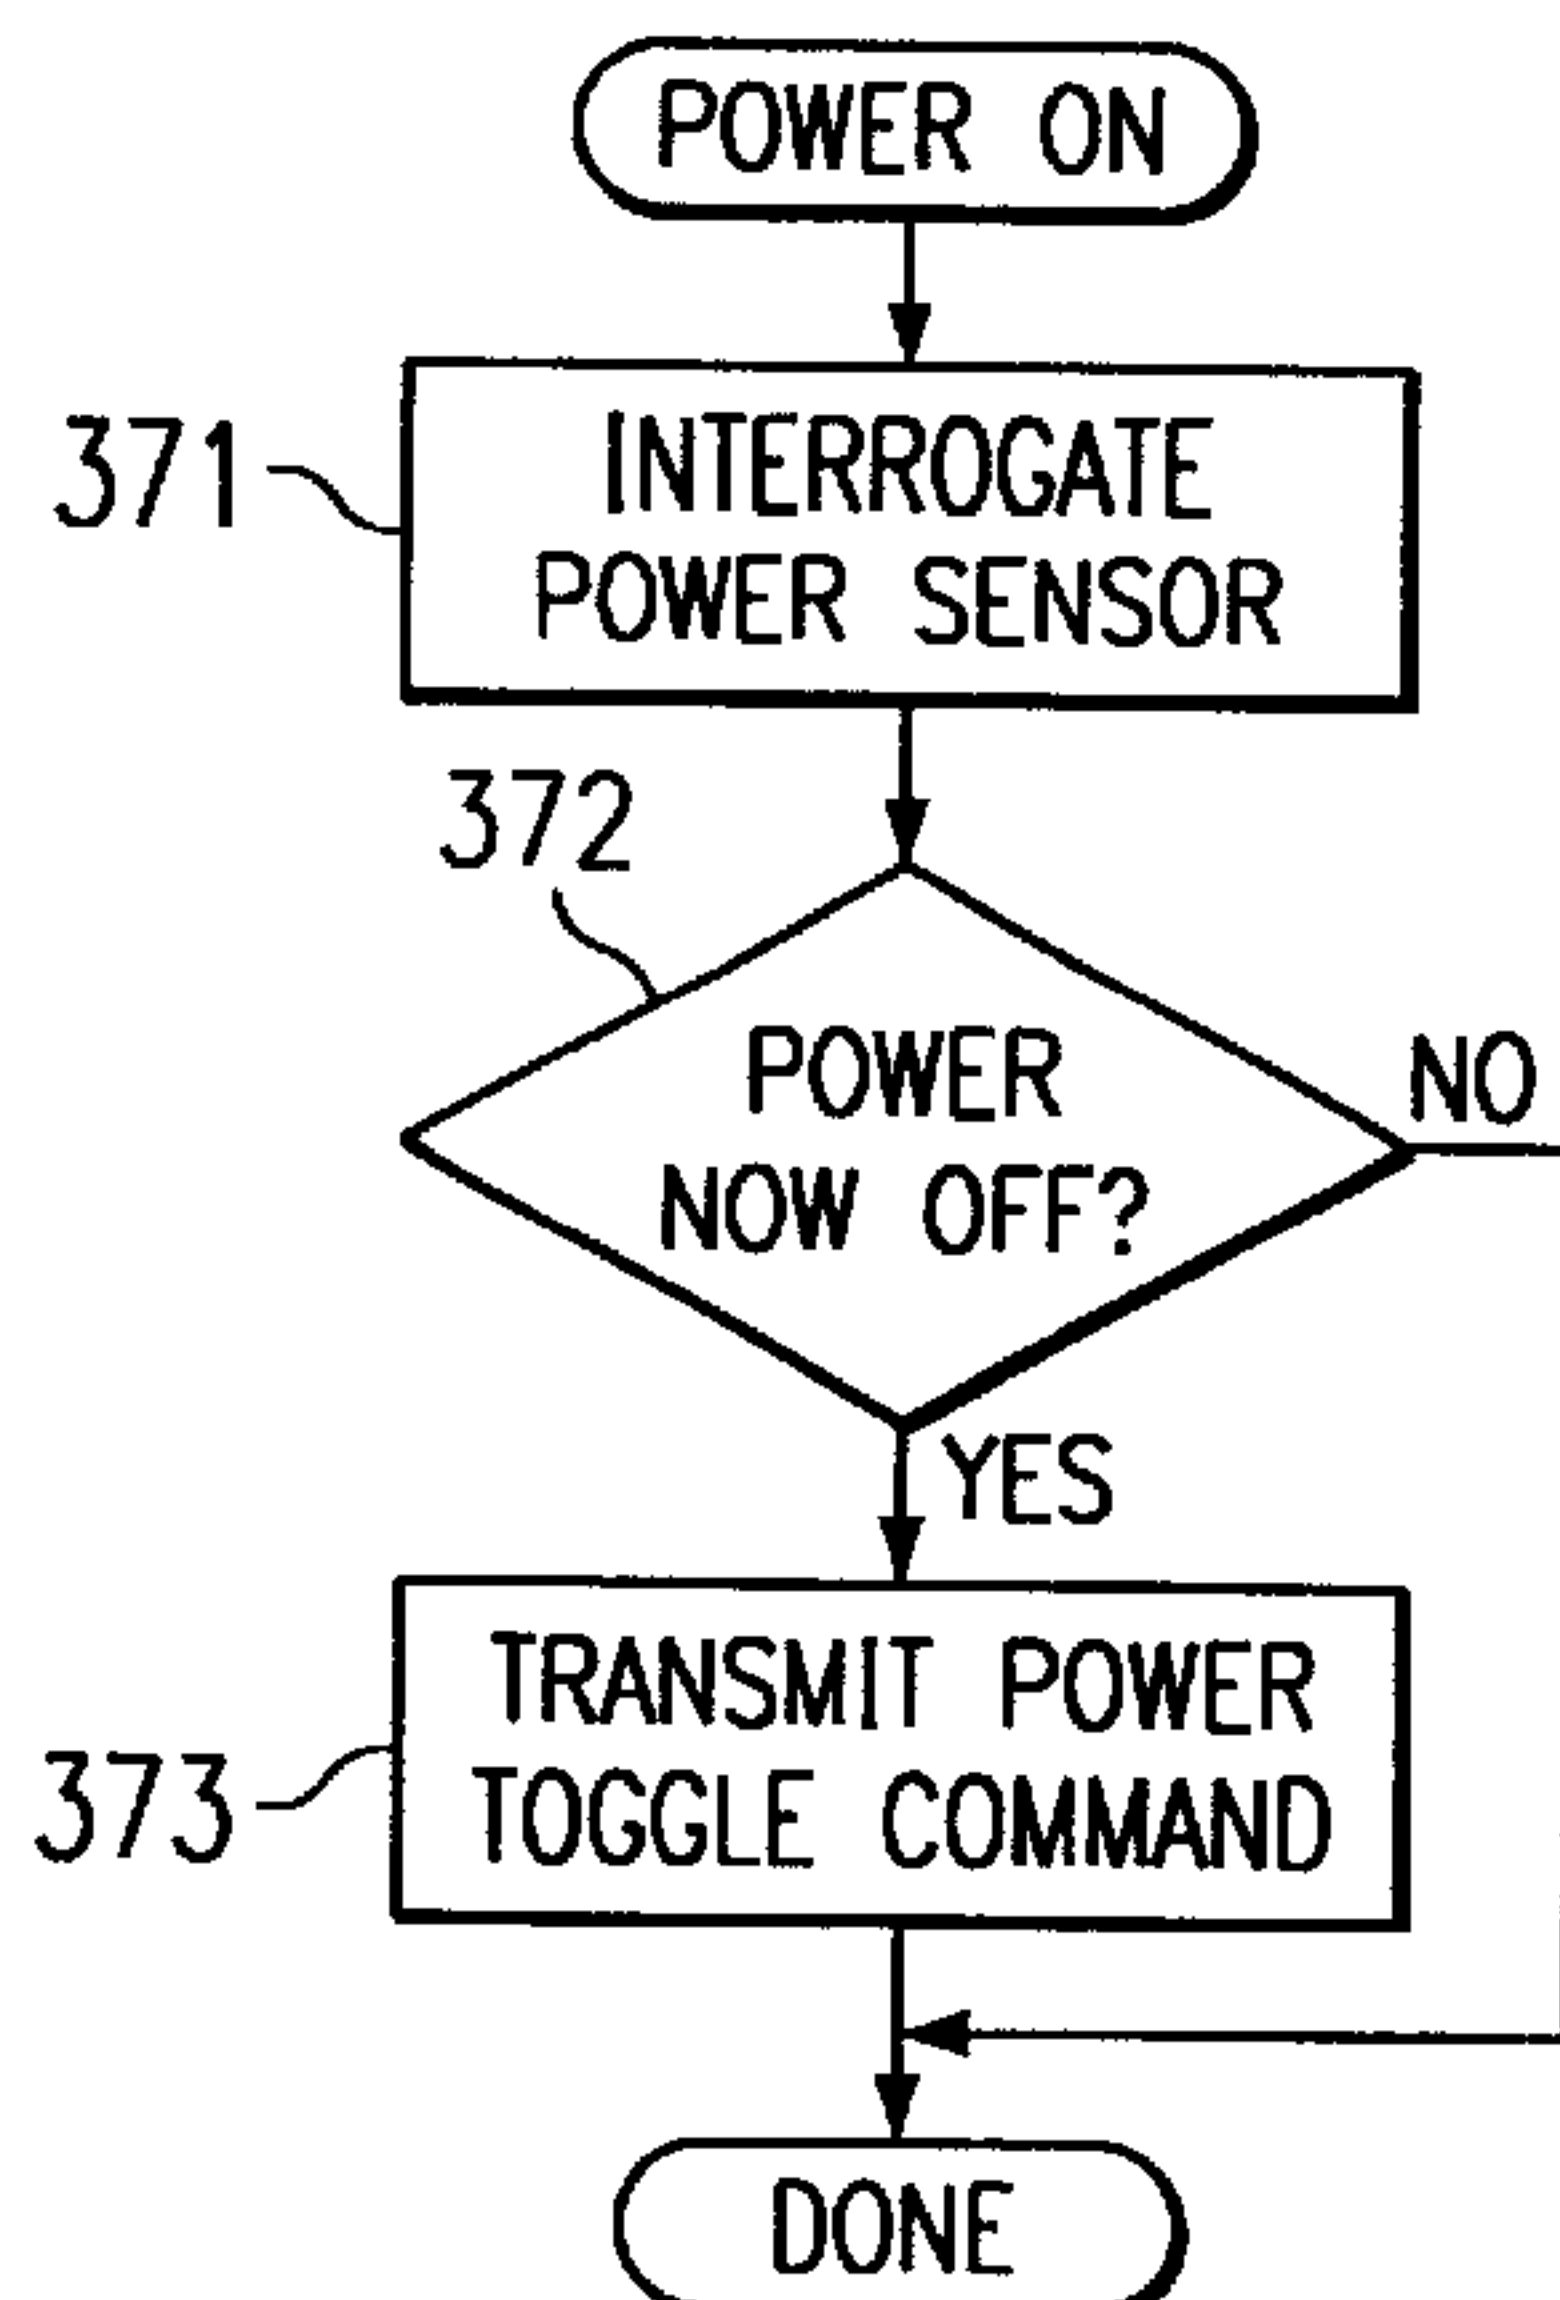 POWER ON
371
INTERROGATE
POWER SENSOR
372
POWER
NOW OFF?
NO
YES
373
TRANSMIT POWER
TOGGLE COMMAND
DONE